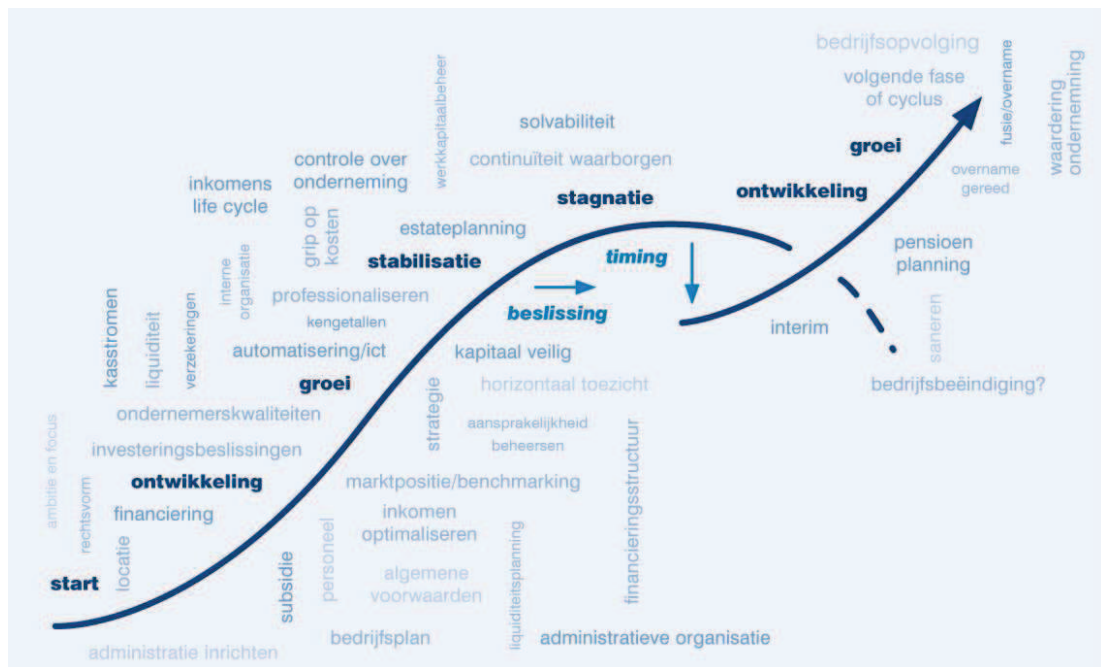 bedrijfsopvolging
volgende fase
of cyclus
fusie/overname
waardering
ondernemning
werkkapitaalbeheer
solvabiliteit
continuïteit waarborgen
groei
controle over
onderneming
overname
gereed
inkomens
life cycle
stagnatie
ontwikkeling
grip op
kosten
estateplanning
stabilisatie
timing
pensioen
planning
interne
organisatie
professionaliseren
beslissing
kengetallen
interim
saneren
kasstromen
liquiditeit
verzekeringen
automatisering/ict
kapitaal veilig
groei
horizontaal toezicht
bedrijfsbeëindiging?
ondernemerskwaliteiten
strategie
aansprakelijkheid
beheersen
ambitie en focus
investeringsbeslissingen
ontwikkeling
marktpositie/benchmarking
financieringsstructuur
rechtsvorm
financiering
inkomen
optimaliseren
locatie
personeel
start
subsidie
algemene
voorwaarden
liquiditeitsplanning
bedrijfsplan
administratieve organisatie
administratie inrichten